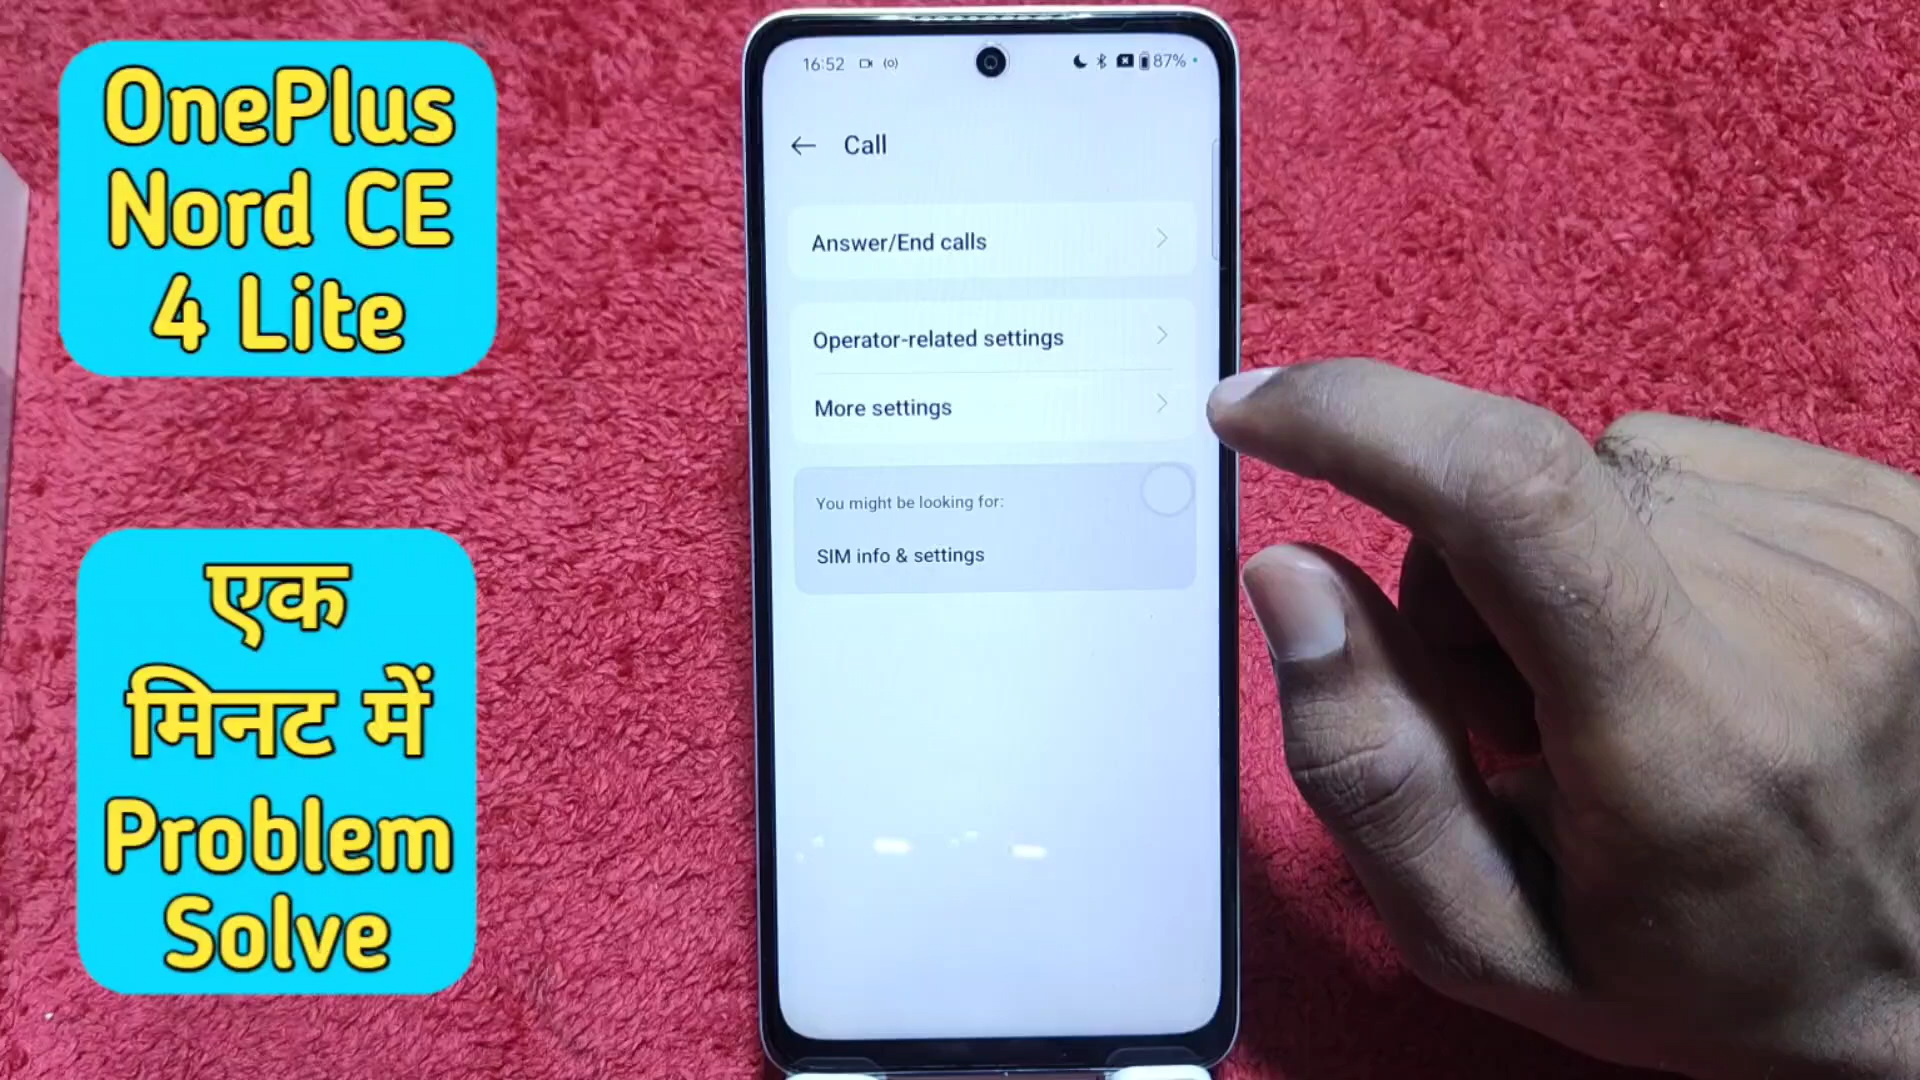 OnePlus
Nord CE
4 Lite
एक
मिनट में
Problem
Solve
16:52
87%
Call
Answer/End calls
Operator-related settings
More settings
You might be looking for:
SIM info & settings